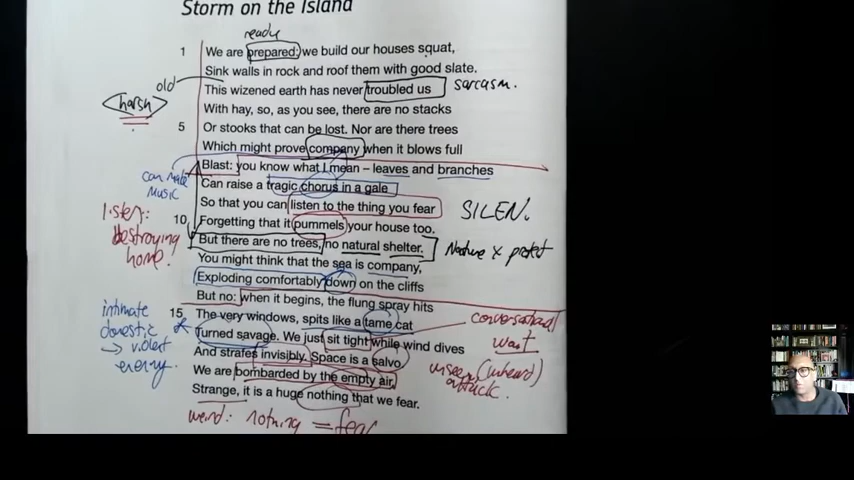 Storm on the Island
ready
1 We are prepared: we build our houses squat,
Sink walls in rock and roof them with good slate.
old
This wizened earth has never troubled us
sarcasm.
<harsh>
With hay, so, as you see, there are no stacks
5 Or stooks that can be lost. Nor are there trees
Which might prove company when it blows full
Blast: you know what I mean – leaves and branches
can make
music
Can raise a tragic chorus in a gale
So that you can listen to the thing you fear
SILEN.
listen:
destroying
home!
10 Forgetting that it pummels your house too.
But there are no trees, no natural shelter.
Nature x protect
You might think that the sea is company,
Exploding comfortably down on the cliffs
But no: when it begins, the flung spray hits
15 The very windows, spits like a tame cat
intimate
domestic
→ violent
enemy.
conversational
Turned savage. We just sit tight while wind dives
wait
And strafes invisibly. Space is a salvo,
unseen (unheard)
attack.
We are bombarded by the empty air,
Strange, it is a huge nothing that we fear.
weird: nothing = fear